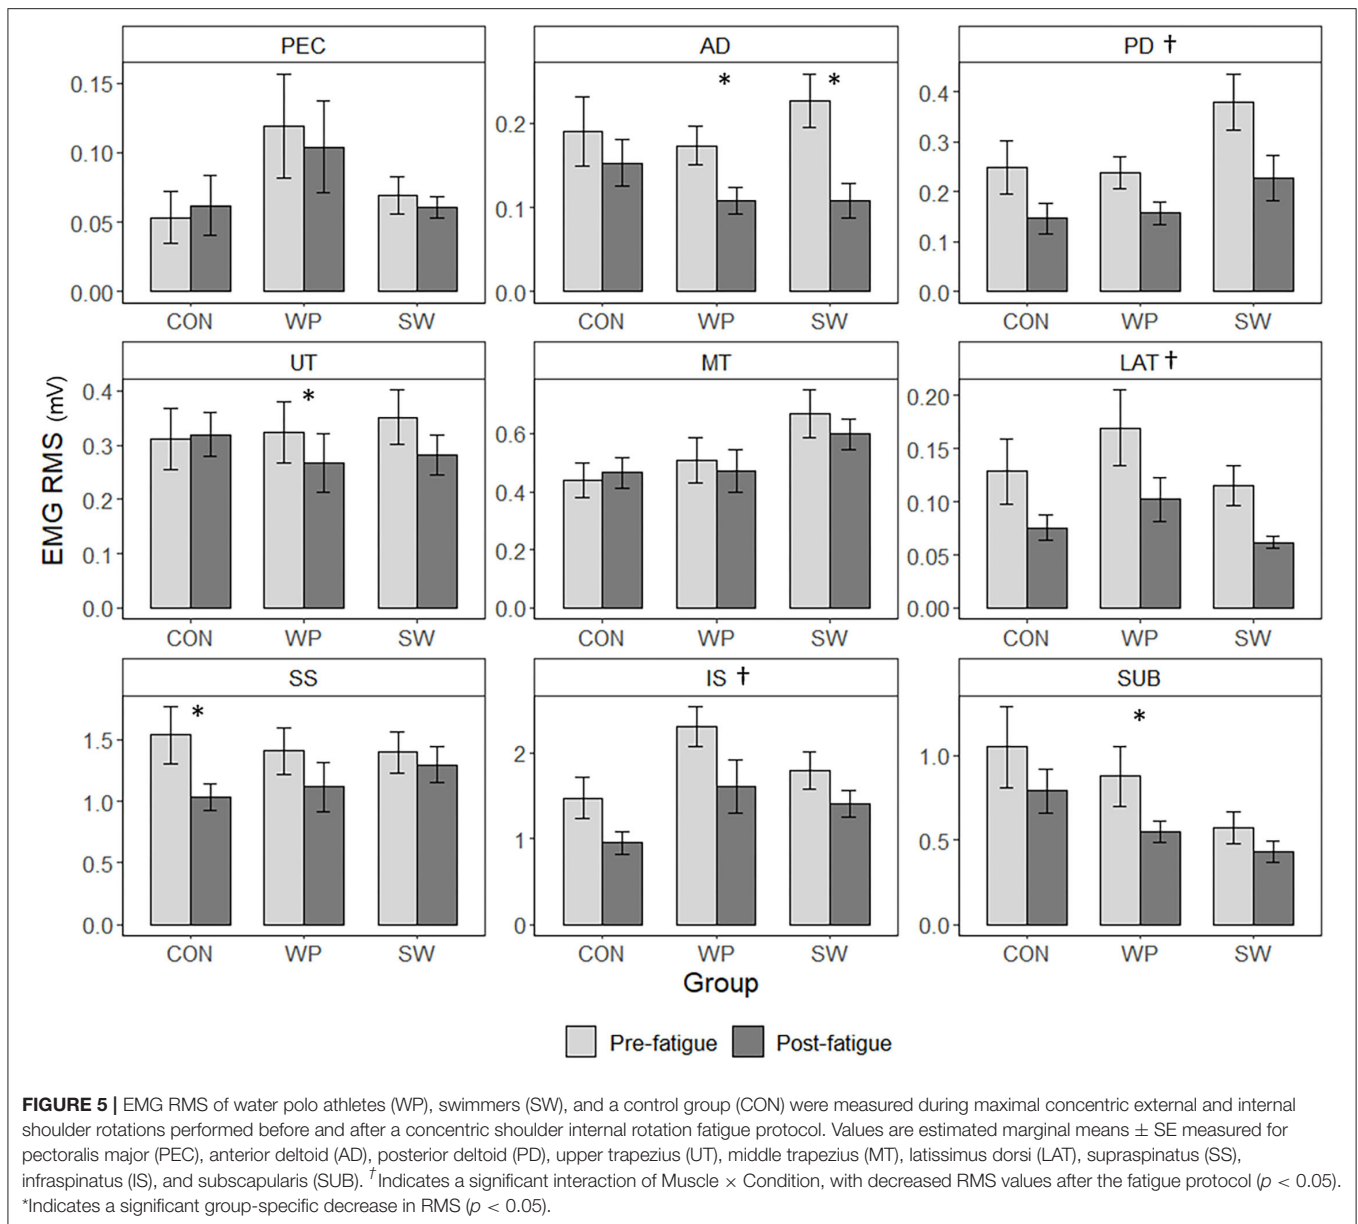 PEC
AD
PD †
0.15
0.10
0.05
0.00
0.2
0.1
0.0
0.4
0.3
0.2
0.1
0.0
*
*
CON WP SW
CON WP SW
CON WP SW
UT
MT
LAT †
0.4
0.3
0.2
0.1
0.0
0.6
0.4
0.2
0.0
0.20
0.15
0.10
0.05
0.00
*
EMG RMS (mV)
CON WP SW
CON WP SW
CON WP SW
SS
IS †
SUB
1.5
1.0
0.5
0.0
2
1
0
1.0
0.5
0.0
*
*
CON WP SW
CON WP SW
CON WP SW
Group
Pre-fatigue Post-fatigue
FIGURE 5 | EMG RMS of water polo athletes (WP), swimmers (SW), and a control group (CON) were measured during maximal concentric external and internal
shoulder rotations performed before and after a concentric shoulder internal rotation fatigue protocol. Values are estimated marginal means ± SE measured for
pectoralis major (PEC), anterior deltoid (AD), posterior deltoid (PD), upper trapezius (UT), middle trapezius (MT), latissimus dorsi (LAT), supraspinatus (SS),
infraspinatus (IS), and subscapularis (SUB). †Indicates a significant interaction of Muscle × Condition, with decreased RMS values after the fatigue protocol (p < 0.05).
*Indicates a significant group-specific decrease in RMS (p < 0.05).